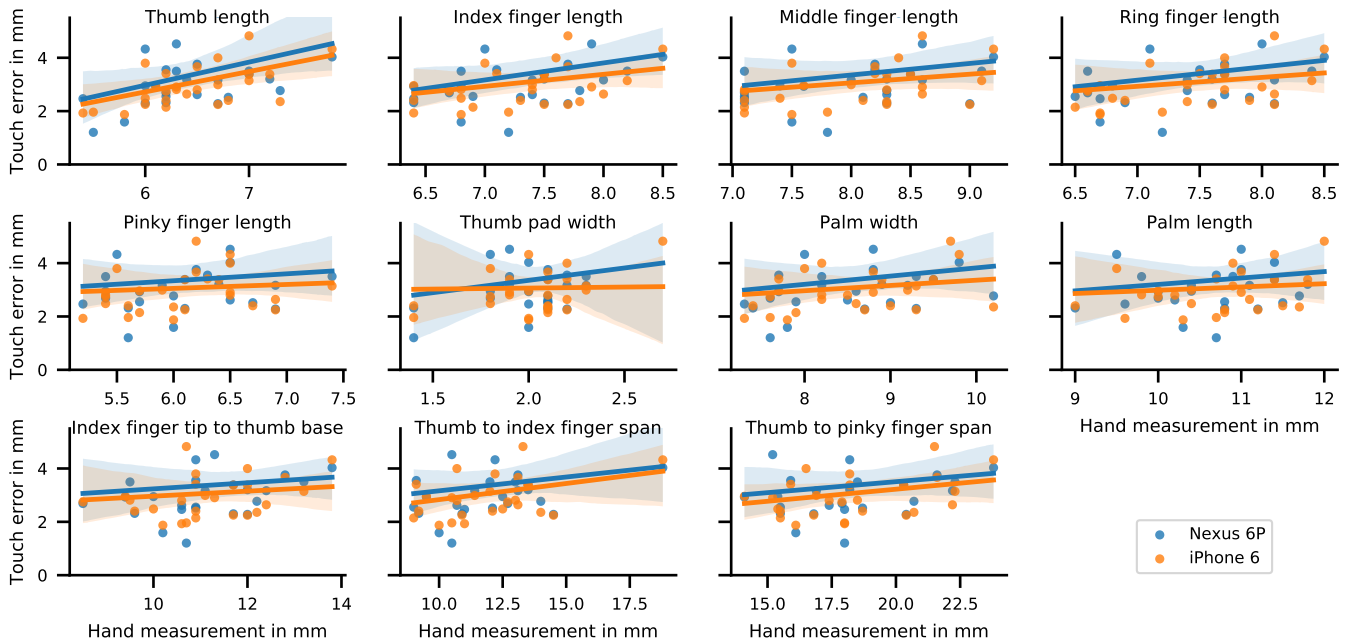 Thumb length Index finger length Middle finger length Ring finger length
Touch error in mm
4
2
0
6 7 6.5 7.0 7.5 8.0 8.5 7.0 7.5 8.0 8.5 9.0 6.5 7.0 7.5 8.0 8.5
Pinky finger length Thumb pad width Palm width Palm length
Touch error in mm
4
2
0
5.5 6.0 6.5 7.0 7.5 1.5 2.0 2.5 8 9 10 9 10 11 12
Hand measurement in mm
Index finger tip to thumb base Thumb to index finger span Thumb to pinky finger span
Touch error in mm
4
2
0
10 12 14 10.0 12.5 15.0 17.5 15.0 17.5 20.0 22.5
Hand measurement in mm Hand measurement in mm Hand measurement in mm
Nexus 6P
iPhone 6